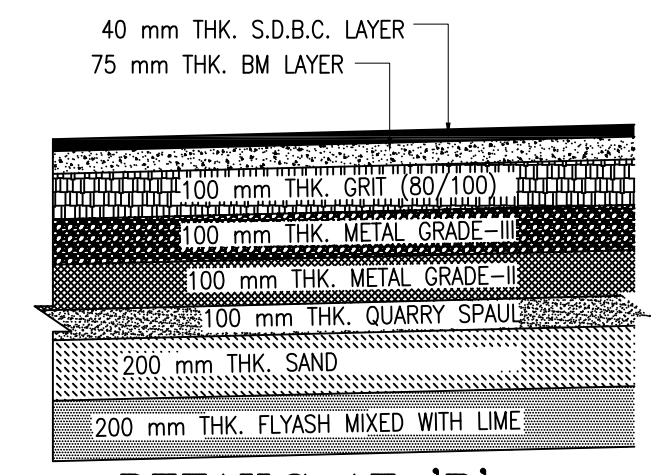 40 mm THK. S.D.B.C. LAYER
75 mm THK. BM LAYER
100 mm THK. GRIT (80/100)
100 mm THK. METAL GRADE-III
100 mm THK. METAL GRADE-II
100 mm THK. QUARRY SPAUL
200 mm THK. SAND
200 mm THK. FLYASH MIXED WITH LIME